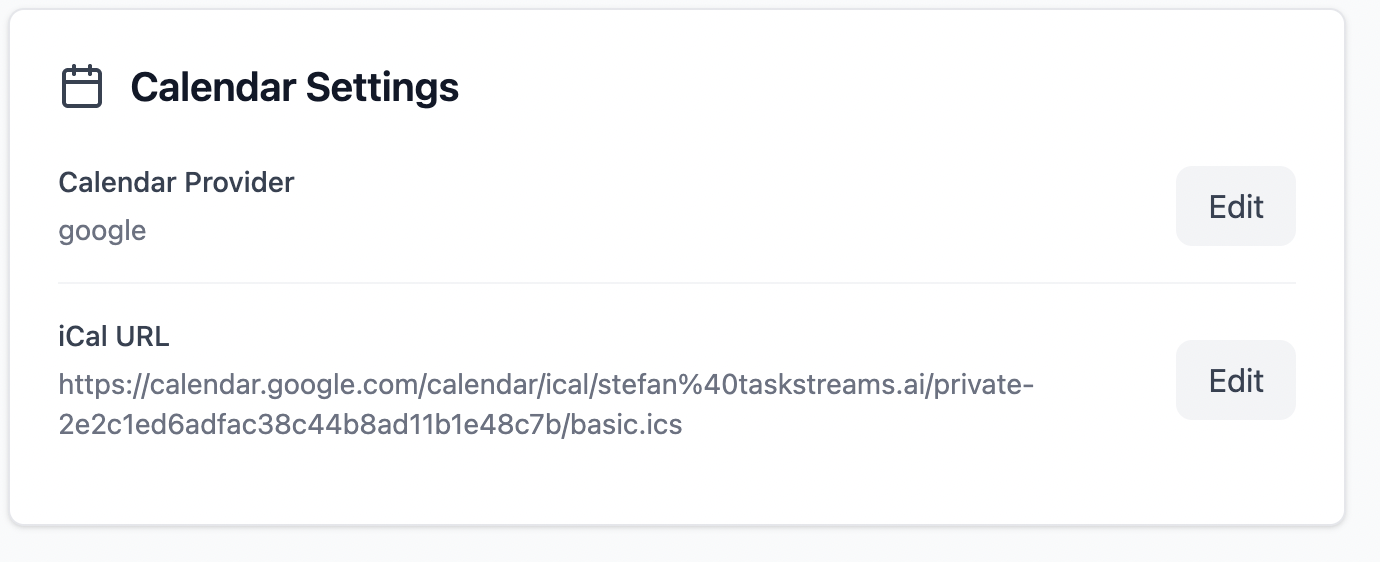 Calendar Settings
Calendar Provider
google
Edit
iCal URL
https://calendar.google.com/calendar/ical/stefan%40taskstreams.ai/private-
2e2c1ed6adfac38c44b8ad11b1e48c7b/basic.ics
Edit